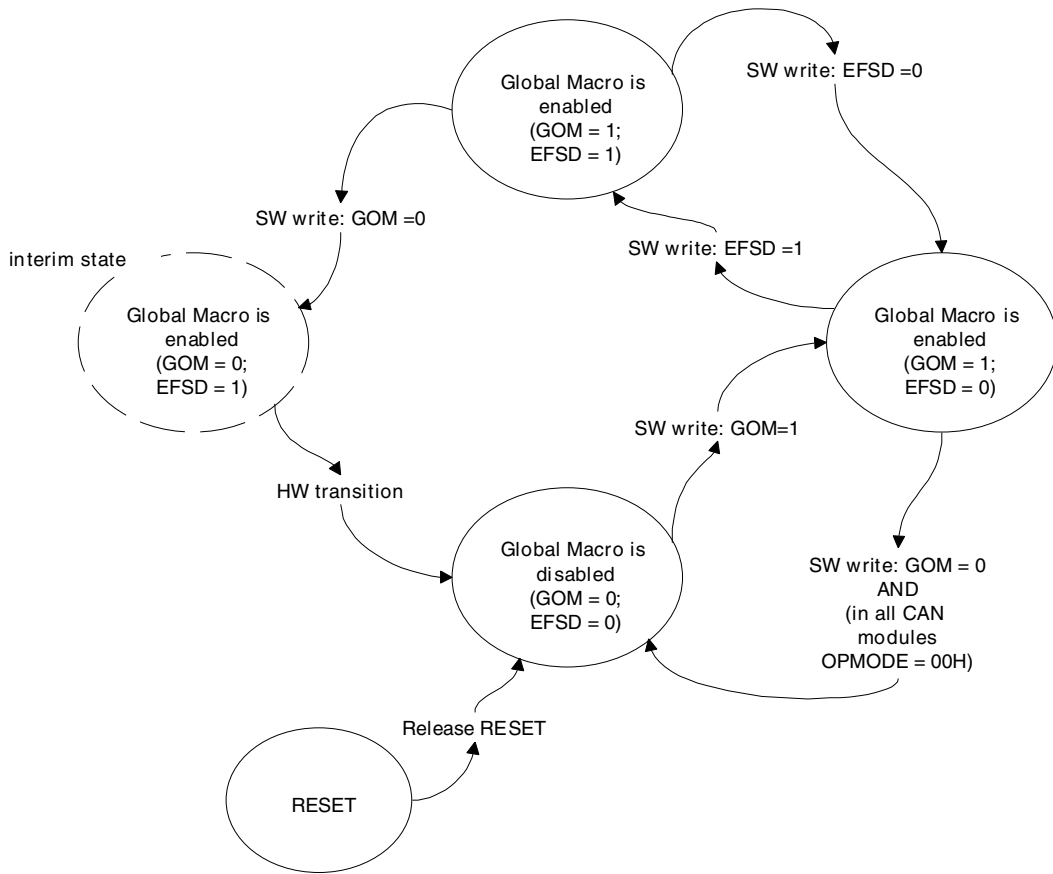 Global Macro is
enabled
(GOM = 1;
EFSD = 1)
SW write: EFSD =0
SW write: GOM =0
SW write: EFSD =1
interim state
Global Macro is
enabled
(GOM = 0;
EFSD = 1)
Global Macro is
enabled
(GOM = 1;
EFSD = 0)
SW write: GOM=1
HW transition
Global Macro is
disabled
(GOM = 0;
EFSD = 0)
SW write: GOM = 0
AND
(in all CAN
modules
OPMODE = 00H)
Release RESET
RESET